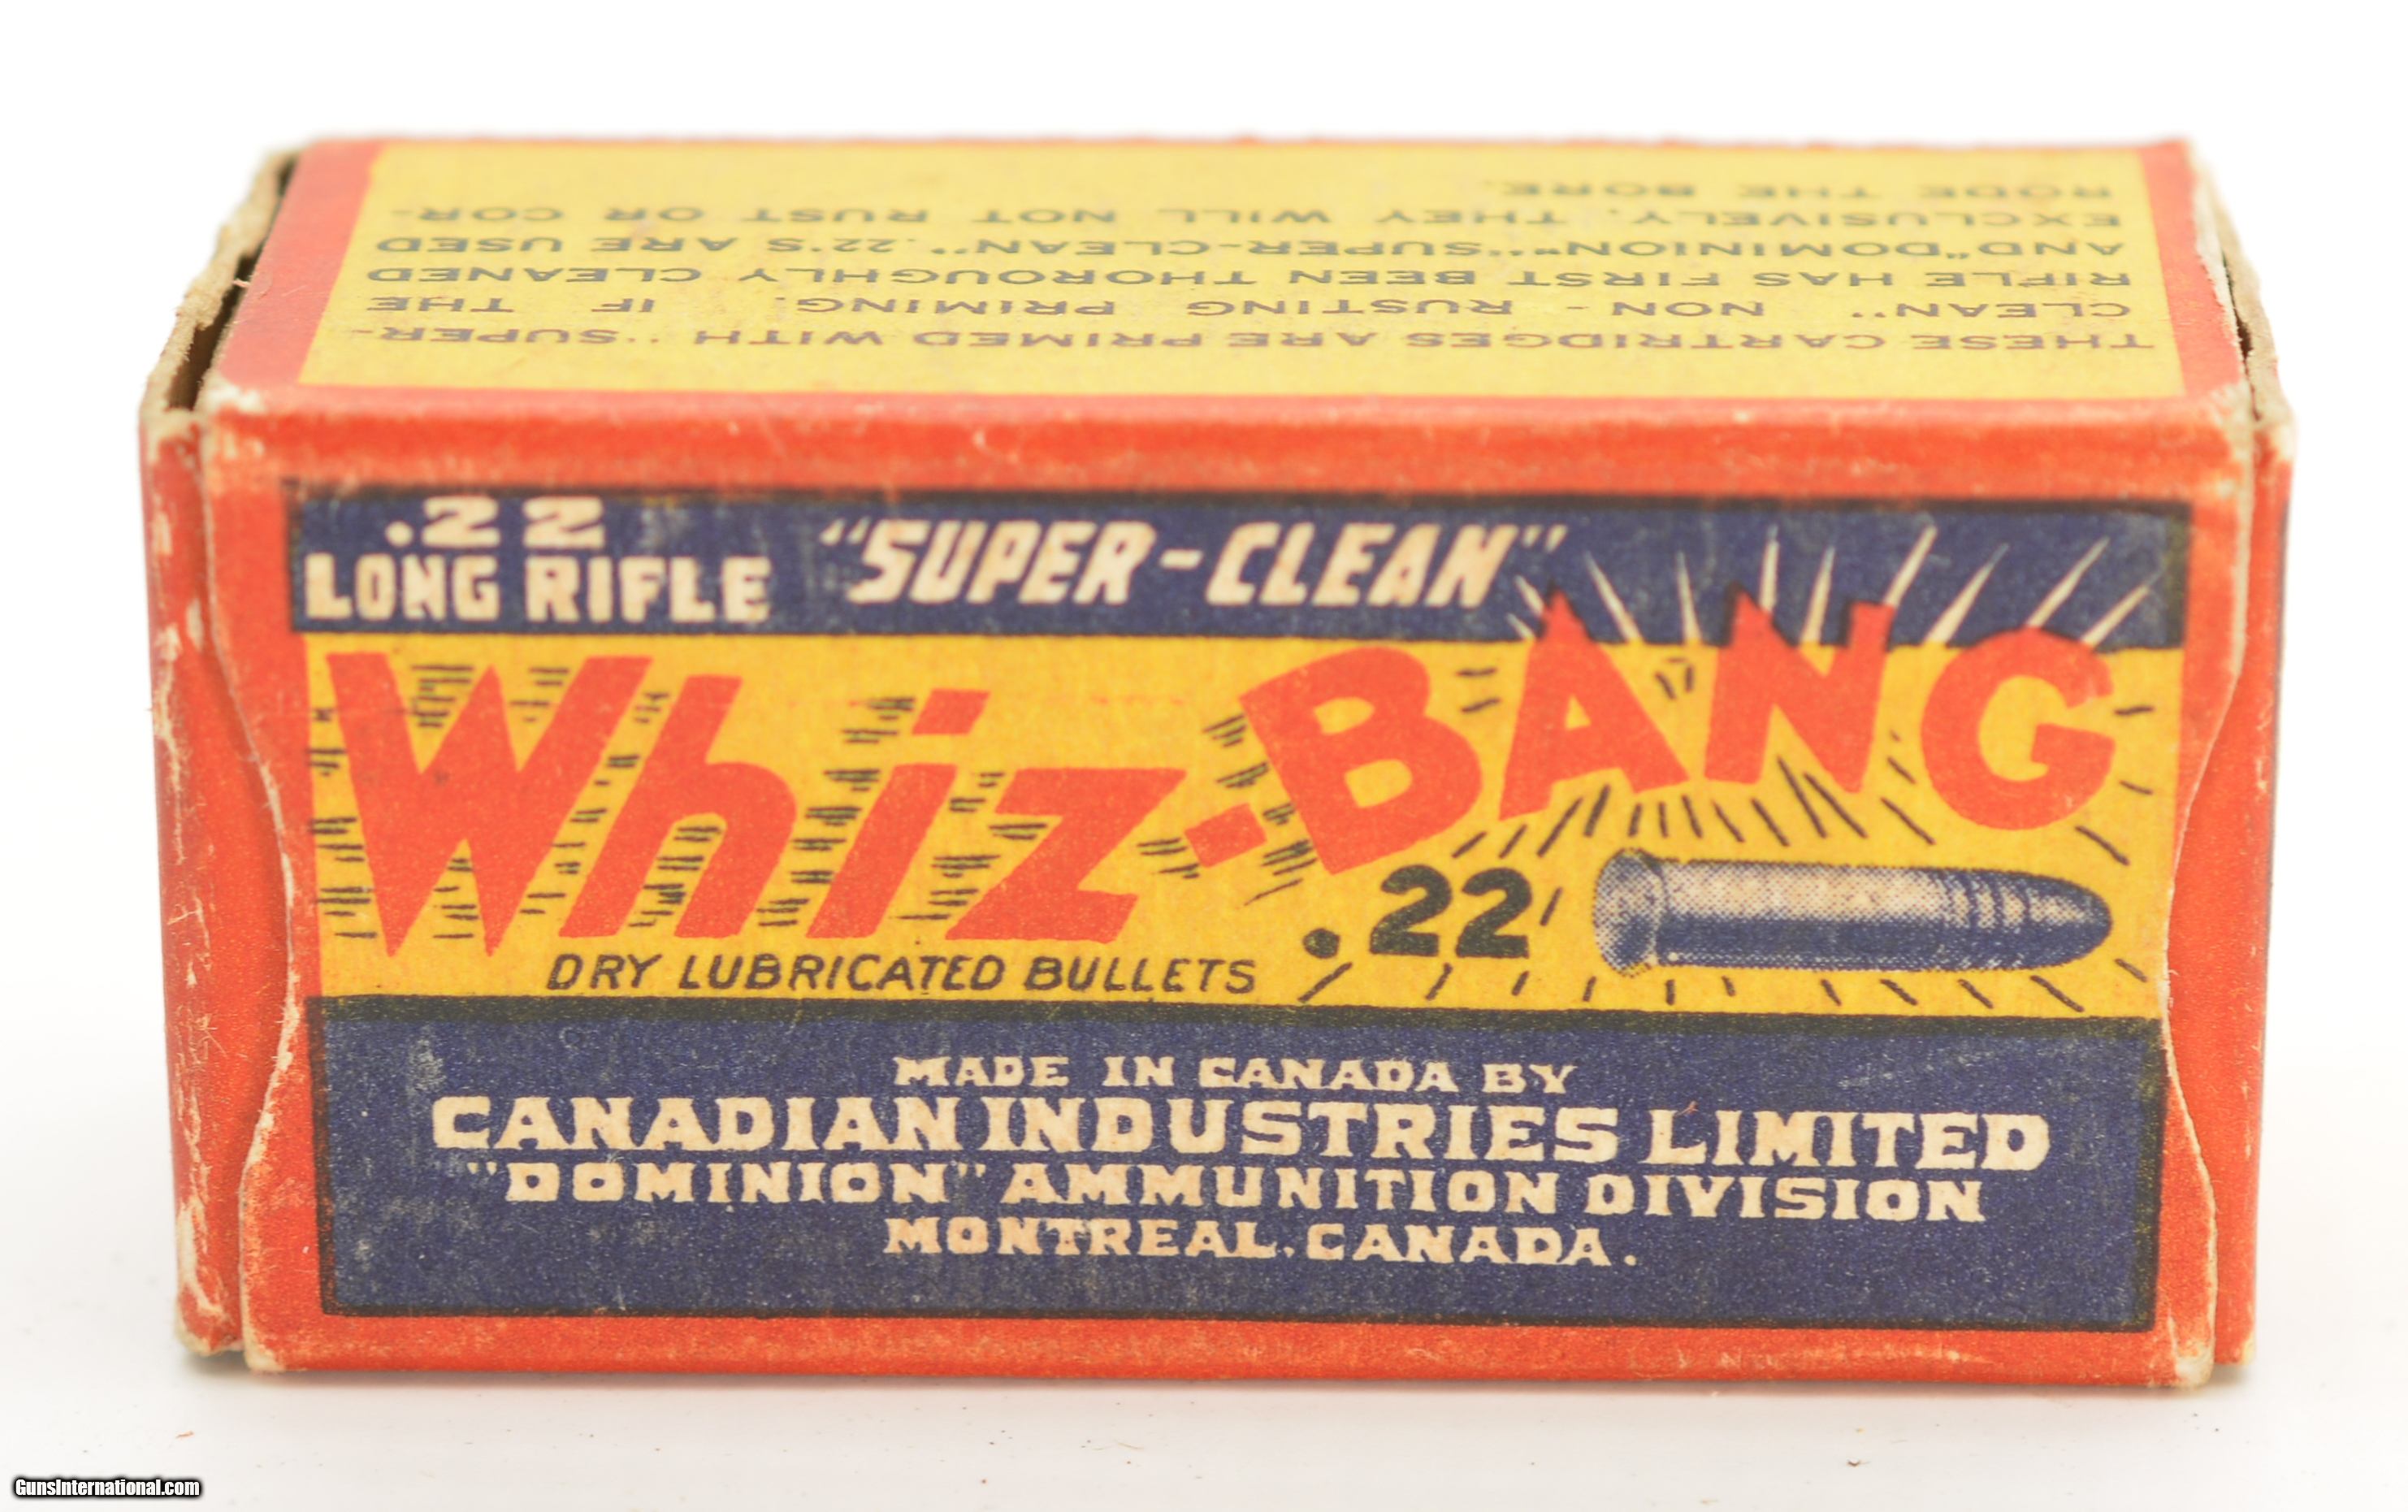 THESE CARTRIDGES ARE PRIMED WITH "SUPER-
CLEAN" NON-RUSTING PRIMING. IF THE
RIFLE HAS FIRST BEEN THOROUGHLY CLEANED
AND "DOMINION" "SUPER-CLEAN" .22'S ARE USED
EXCLUSIVELY, THEY WILL NOT RUST OR COR-
RODE THE BORE.
.22
LONG RIFLE
"SUPER-CLEAN"
Whiz-BANG
.22
DRY LUBRICATED BULLETS
MADE IN CANADA BY
CANADIAN INDUSTRIES LIMITED
"DOMINION" AMMUNITION DIVISION
MONTREAL, CANADA.
GunsInternational.com